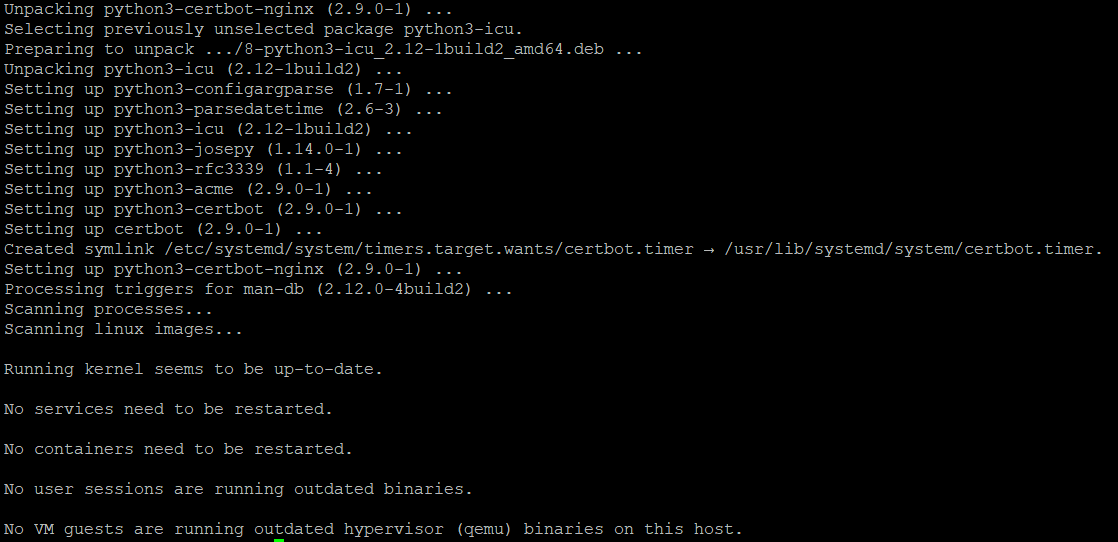 Unpacking python3-certbot-nginx (2.9.0-1) ...
Selecting previously unselected package python3-icu.
Preparing to unpack .../8-python3-icu_2.12-1build2_amd64.deb ...
Unpacking python3-icu (2.12-1build2) ...
Setting up python3-configargparse (1.7-1) ...
Setting up python3-parsedatetime (2.6-3) ...
Setting up python3-icu (2.12-1build2) ...
Setting up python3-josepy (1.14.0-1) ...
Setting up python3-rfc3339 (1.1-4) ...
Setting up python3-acme (2.9.0-1) ...
Setting up python3-certbot (2.9.0-1) ...
Setting up certbot (2.9.0-1) ...
Created symlink /etc/systemd/system/timers.target.wants/certbot.timer → /usr/lib/systemd/system/certbot.timer.
Setting up python3-certbot-nginx (2.9.0-1) ...
Processing triggers for man-db (2.12.0-4build2) ...
Scanning processes...
Scanning linux images...
Running kernel seems to be up-to-date.
No services need to be restarted.
No containers need to be restarted.
No user sessions are running outdated binaries.
No VM guests are running outdated hypervisor (qemu) binaries on this host.